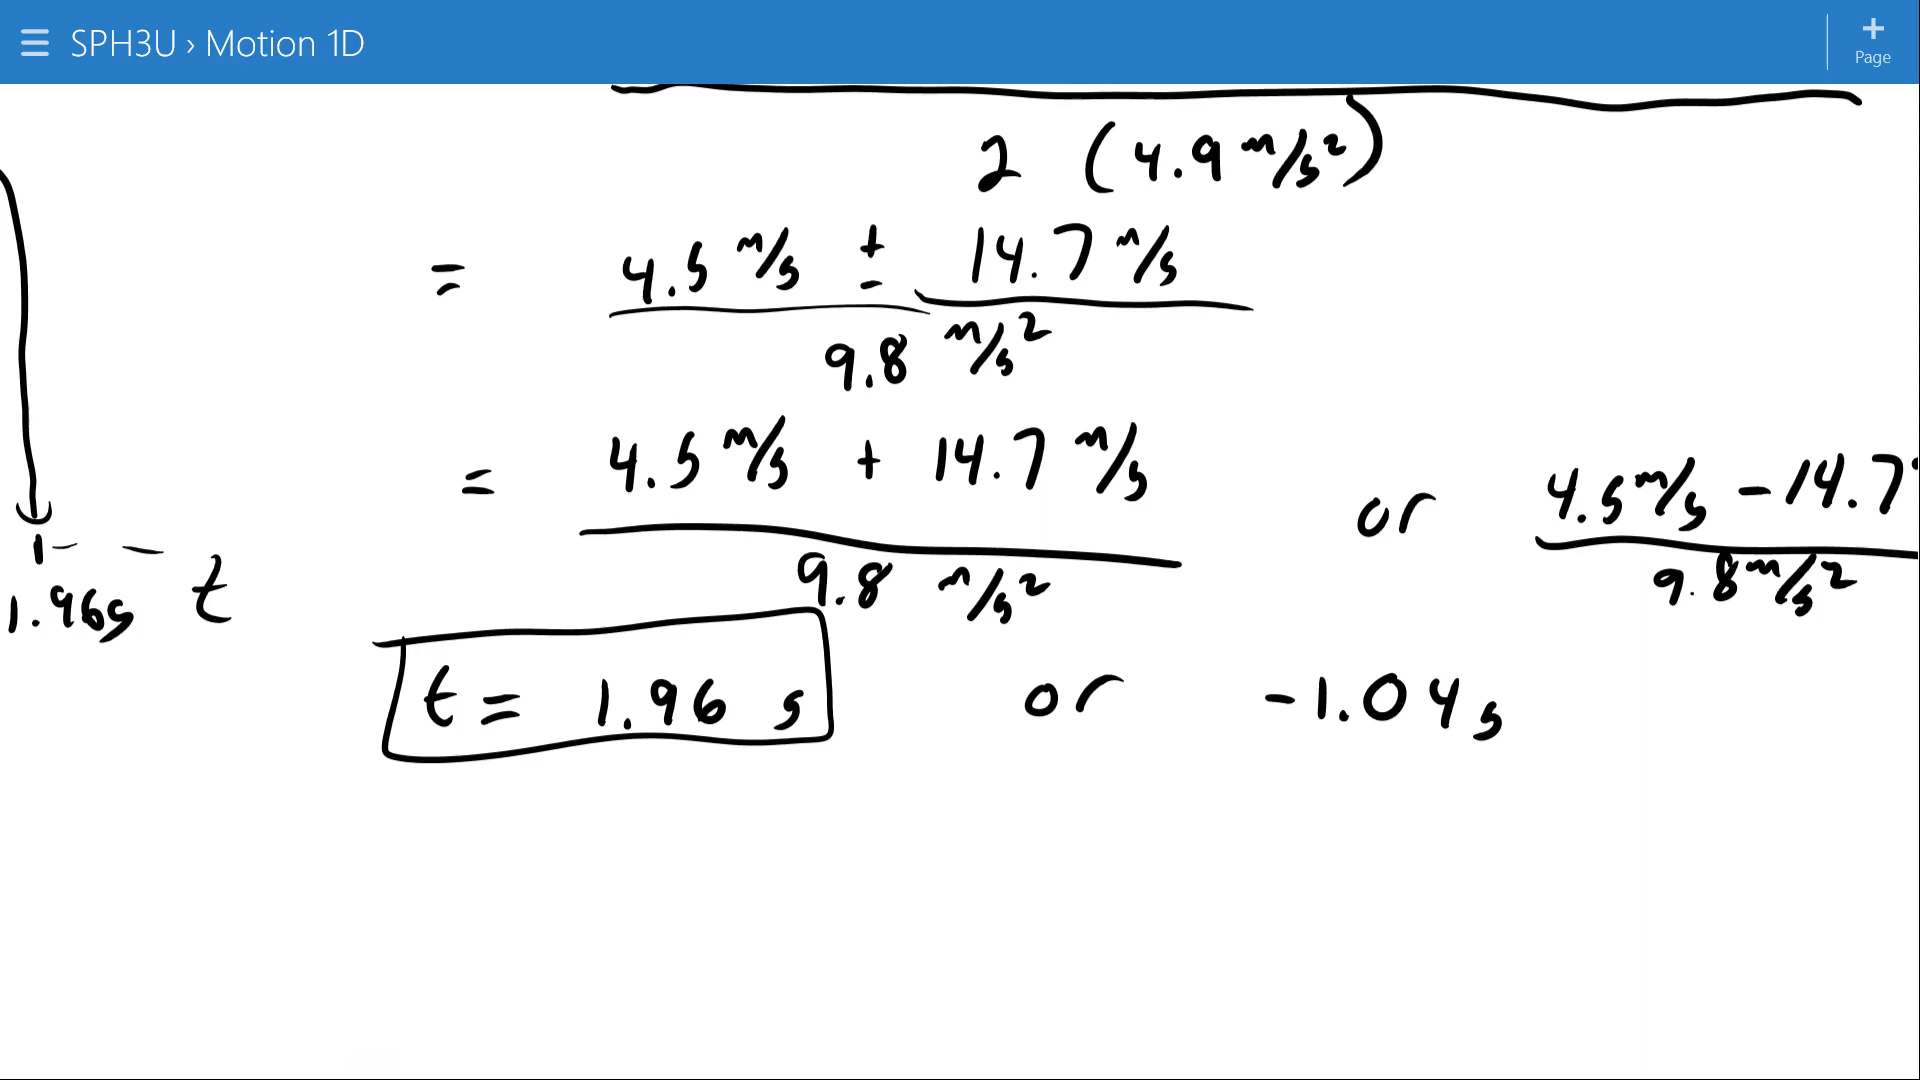 SPH3U › Motion 1D
+ Page
2 (4.9 m/s²)
= 4.5 m/s ± 14.7 m/s
9.8 m/s²
= 4.5 m/s + 14.7 m/s or 4.5 m/s - 14.7
9.8 m/s² 9.8 m/s²
1.96s t
t = 1.96 s or -1.04 s